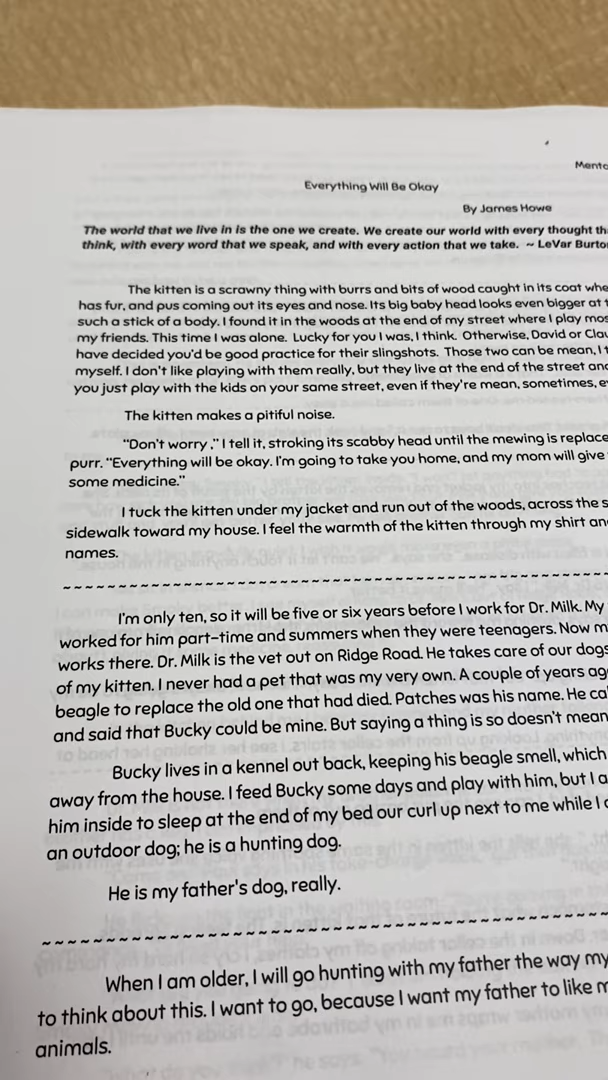 Everything Will Be Okay
By James Howe
The world that we live in is the one we create. We create our world with every thought
think, with every word that we speak, and with every action that we take. ~ LeVar
The kitten is a scrawny thing with burrs and bits of wood caught in its coat
has fur, and pus coming out its eyes and nose. Its big baby head looks even bigger at
such a stick of a body. I found it in the woods at the end of my street where I play
my friends. This time I was alone. Lucky for you I was, I think. Otherwise, David or
have decided you'd be good practice for their slingshots. Those two can be mean, I
myself. I don't like playing with them really, but they live at the end of the street
you just play with the kids on your same street, even if they're mean, sometimes,
The kitten makes a pitiful noise.
"Don't worry ," I tell it, stroking its scabby head until the mewing is
purr. "Everything will be okay. I'm going to take you home, and my mom will give
some medicine."
I tuck the kitten under my jacket and run out of the woods, across the
sidewalk toward my house. I feel the warmth of the kitten through my shirt
names.
~~~~~~~~~~~~~~~~~~~~~~~~~~~~~~~~~~~~~~~~~~~~~~~~
I'm only ten, so it will be five or six years before I work for Dr. Milk. My
worked for him part-time and summers when they were teenagers. Now
works there. Dr. Milk is the vet out on Ridge Road. He takes care of our dogs
of my kitten. I never had a pet that was my very own. A couple of years
beagle to replace the old one that had died. Patches was his name. He
and said that Bucky could be mine. But saying a thing is so doesn't mean
Bucky lives in a kennel out back, keeping his beagle smell, which
away from the house. I feed Bucky some days and play with him, but I
him inside to sleep at the end of my bed our curl up next to me while I
an outdoor dog; he is a hunting dog.
He is my father's dog, really.
~~~~~~~~~~~~~~~~~~~~~~~~~~~~~~~~~~~~~~~~~~~~
When I am older, I will go hunting with my father the way my
to think about this. I want to go, because I want my father to like
animals.